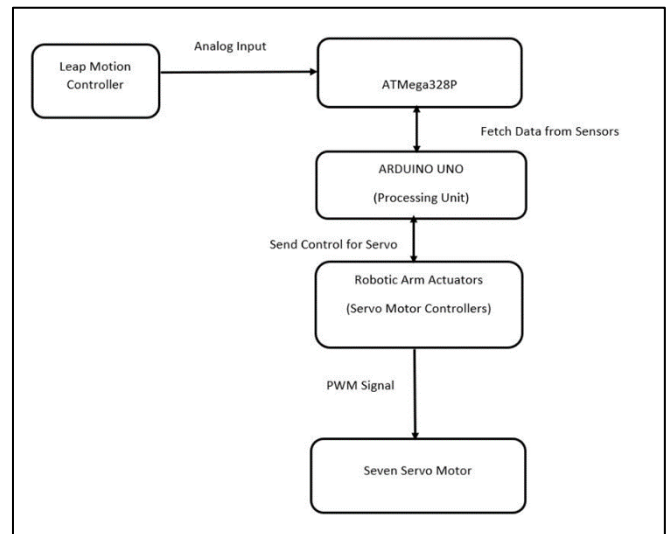 Analog Input
Leap Motion
Controller
ATMega328P
Fetch Data from Sensors
ARDUINO UNO
(Processing Unit)
Send Control for Servo
Robotic Arm Actuators
(Servo Motor Controllers)
PWM Signal
Seven Servo Motor